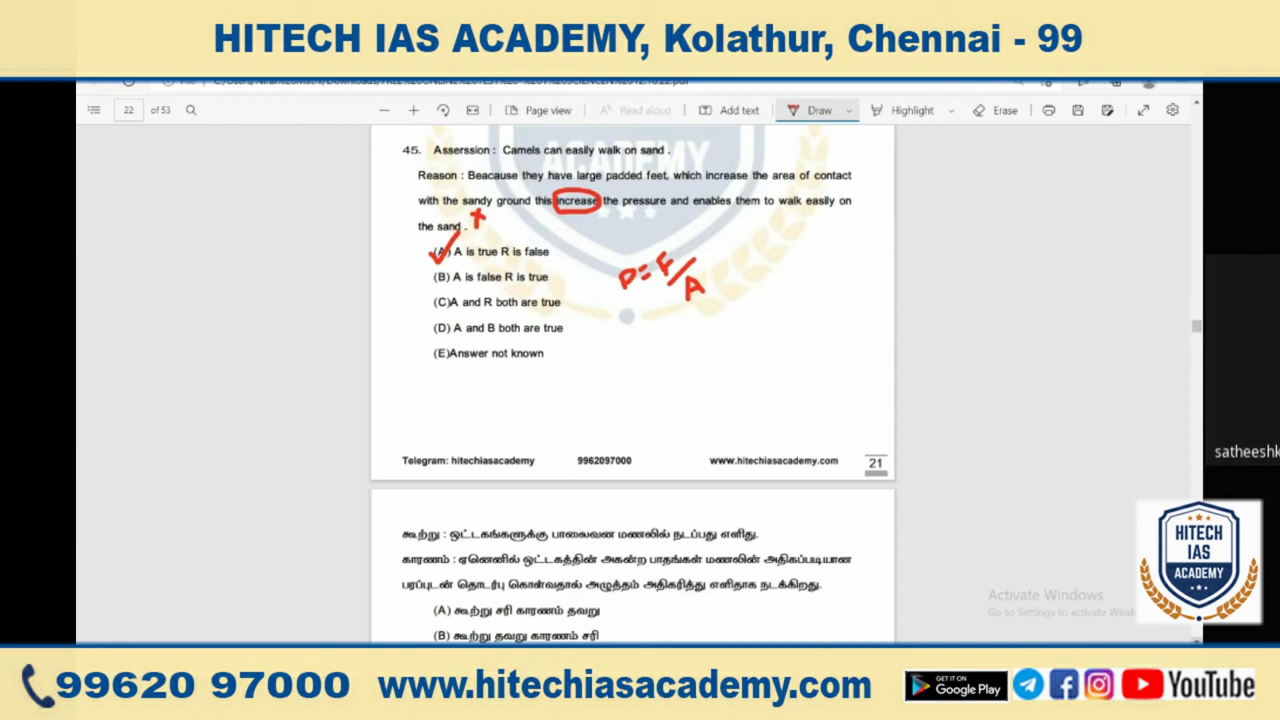 HITECH IAS ACADEMY, Kolathur, Chennai - 99
22 of 53
Page view
Read aloud
Add text
Draw
Highlight
Erase
ACADEMY
45. Asserssion : Camels can easily walk on sand .
Reason : Beacause they have large padded feet, which increase the area of contact
with the sandy ground this increase the pressure and enables them to walk easily on
the sand .
(A) A is true R is false
(B) A is false R is true
(C)A and R both are true
(D) A and B both are true
(E)Answer not known
P = F/A
Telegram: hitechiasacademy 9962097000 www.hitechiasacademy.com 21
கூற்று : ஒட்டகங்களுக்கு பாலைவன மணலில் நடப்பது எளிது.
காரணம் : ஏனெனில் ஒட்டகத்தின் அகன்ற பாதங்கள் மணலின் அதிகப்படியான
பரப்புடன் தொடர்பு கொள்வதால் அழுத்தம் அதிகரித்து எளிதாக நடக்கிறது.
(A) கூற்று சரி காரணம் தவறு
(B) கூற்று தவறு காரணம் சரி
satheeshk
Activate Windows
Go to Settings to activate Wind
HITECH
IAS
ACADEMY
99620 97000 www.hitechiasacademy.com
GET IT ON
Google Play
YouTube